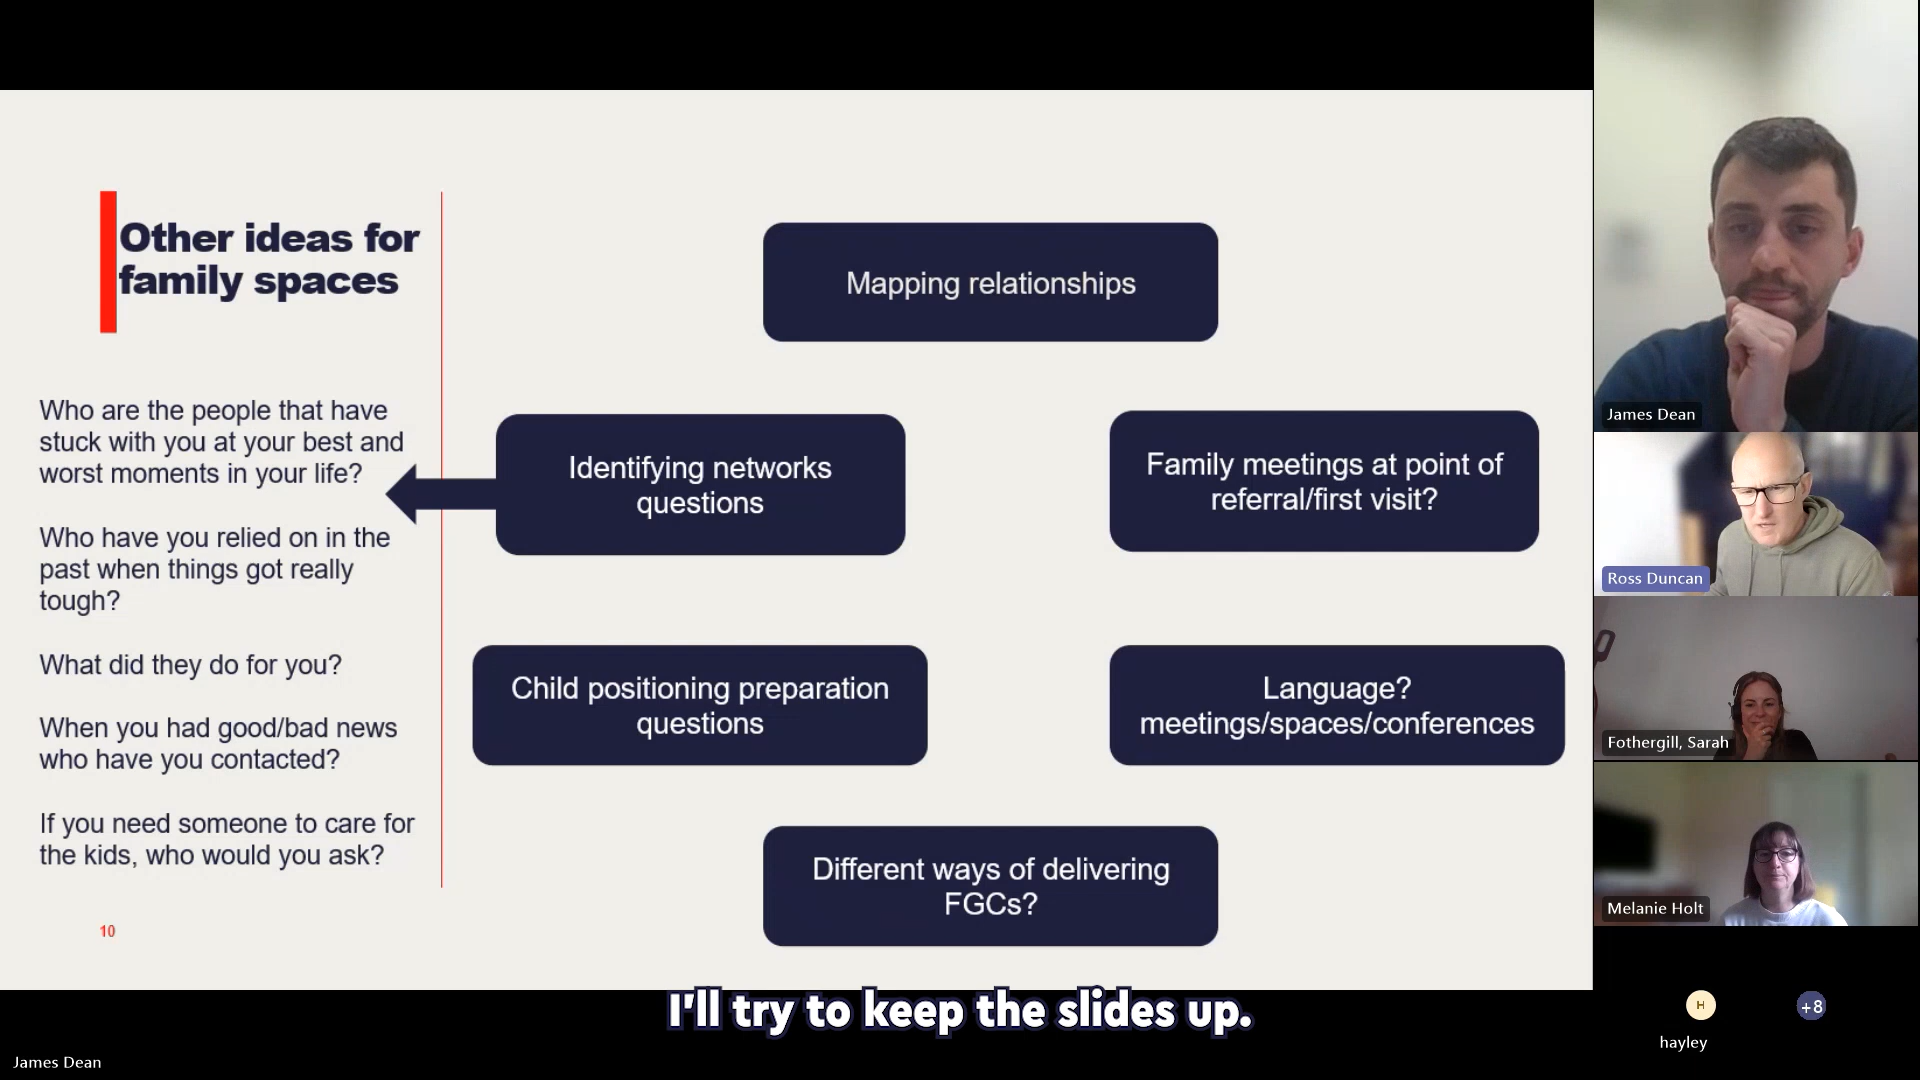 Other ideas for
family spaces
Who are the people that have
stuck with you at your best and
worst moments in your life?
Who have you relied on in the
past when things got really
tough?
What did they do for you?
When you had good/bad news
who have you contacted?
If you need someone to care for
the kids, who would you ask?
10
Mapping relationships
Identifying networks
questions
Family meetings at point of
referral/first visit?
Child positioning preparation
questions
Language?
meetings/spaces/conferences
Different ways of delivering
FGCs?
James Dean
Ross Duncan
Fothergill, Sarah
Melanie Holt
H
+8
hayley
I'll try to keep the slides up.
James Dean